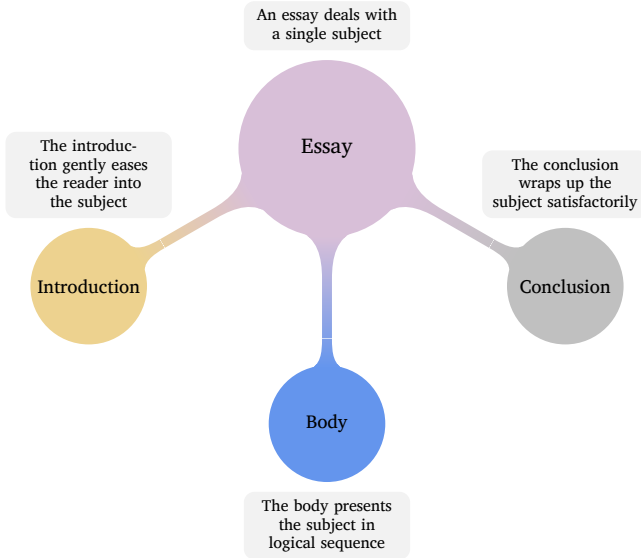 An essay deals with
a single subject
Essay
The introduc-
tion gently eases
the reader into
the subject
The conclusion
wraps up the
subject satisfactorily
Introduction
Conclusion
Body
The body presents
the subject in
logical sequence